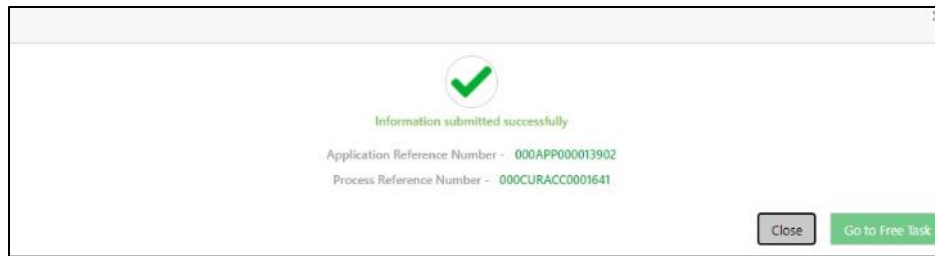 Information submitted successfully
Application Reference Number - 000APP000013902
Process Reference Number - 000CURACC0001641
Close Go to Free Task